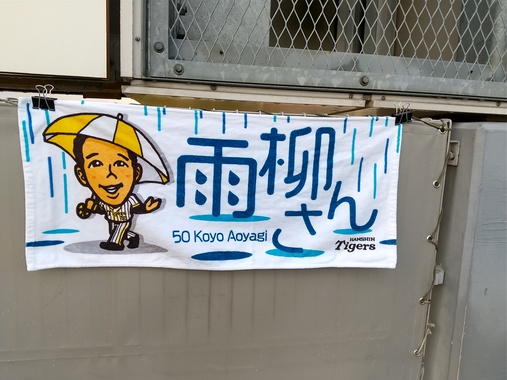 雨柳さん
50 Koyo Aoyagi
HANSHIN
Tigers